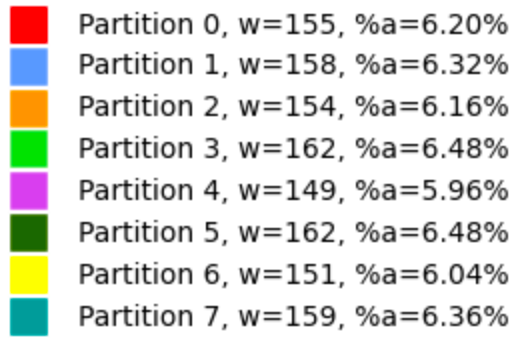 Partition 0, w=155, %a=6.20%
Partition 1, w=158, %a=6.32%
Partition 2, w=154, %a=6.16%
Partition 3, w=162, %a=6.48%
Partition 4, w=149, %a=5.96%
Partition 5, w=162, %a=6.48%
Partition 6, w=151, %a=6.04%
Partition 7, w=159, %a=6.36%